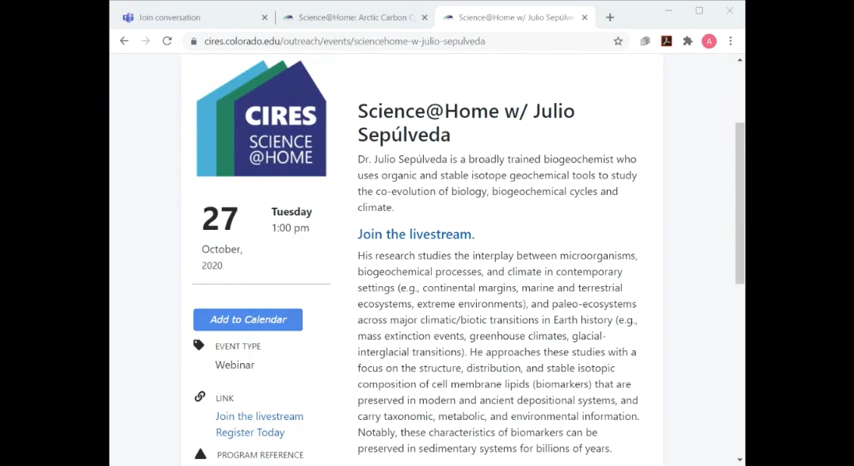 Join conversation
Science@Home: Arctic Carbon C
Science@Home w/ Julio Sepúlv
cires.colorado.edu/outreach/events/sciencehome-w-julio-sepulveda
A
CIRES
SCIENCE
@HOME
27
October,
2020
Tuesday
1:00 pm
Add to Calendar
EVENT TYPE
Webinar
LINK
Join the livestream
Register Today
PROGRAM REFERENCE
Science@Home w/ Julio
Sepúlveda
Dr. Julio Sepúlveda is a broadly trained biogeochemist who
uses organic and stable isotope geochemical tools to study
the co-evolution of biology, biogeochemical cycles and
climate.
Join the livestream.
His research studies the interplay between microorganisms,
biogeochemical processes, and climate in contemporary
settings (e.g., continental margins, marine and terrestrial
ecosystems, extreme environments), and paleo-ecosystems
across major climatic/biotic transitions in Earth history (e.g.,
mass extinction events, greenhouse climates, glacial-
interglacial transitions). He approaches these studies with a
focus on the structure, distribution, and stable isotopic
composition of cell membrane lipids (biomarkers) that are
preserved in modern and ancient depositional systems, and
carry taxonomic, metabolic, and environmental information.
Notably, these characteristics of biomarkers can be
preserved in sedimentary systems for billions of years.